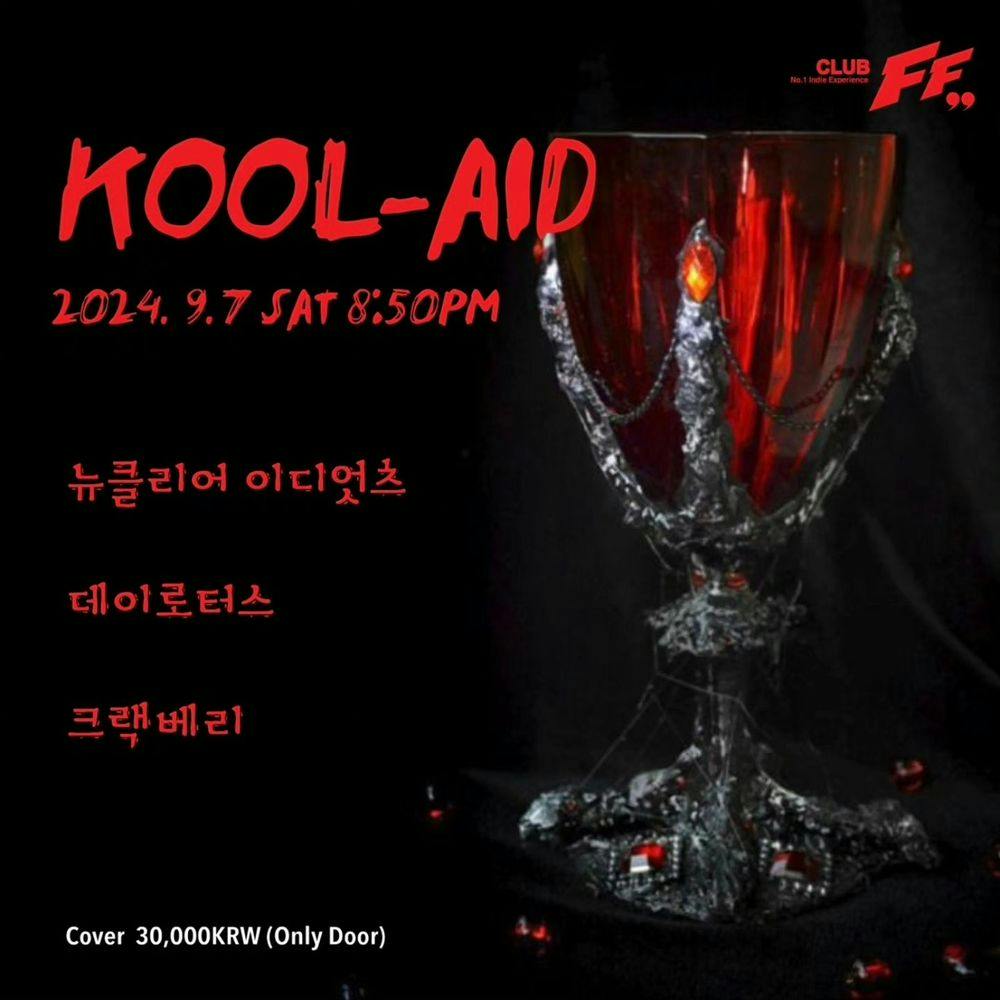 CLUB FF
No.1 Indie Experience
KOOL-AID
2024. 9. 7 SAT 8:50PM
뉴클리어 이디엇츠
데이로터스
크랙베리
Cover 30,000KRW (Only Door)